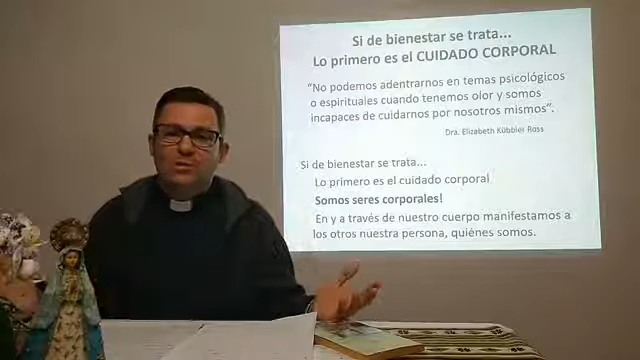 Si de bienestar se trata...
Lo primero es el CUIDADO CORPORAL
“No podemos adentrarnos en temas psicológicos
o espirituales cuando tenemos olor y somos
incapaces de cuidarnos por nosotros mismos”.
Dra. Elizabeth Kübbler Ross
Si de bienestar se trata...
Lo primero es el cuidado corporal
Somos seres corporales!
En y a través de nuestro cuerpo manifestamos a
los otros nuestra persona, quiénes somos.